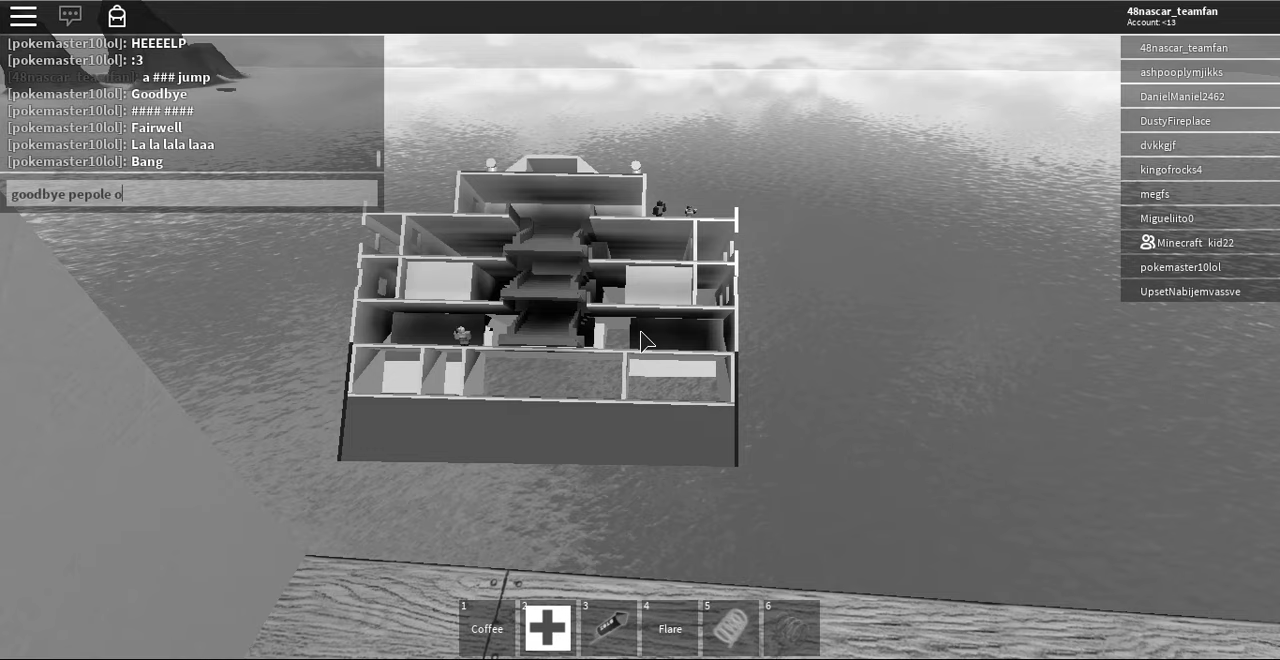 48nascar_teamfan
Account: <13
[pokemaster10lol]: HEEEELP
[pokemaster10lol]: :3
[48nascar_teamfan]: a ### jump
[pokemaster10lol]: Goodbye
[pokemaster10lol]: #### ####
[pokemaster10lol]: Fairwell
[pokemaster10lol]: La la lala laaa
[pokemaster10lol]: Bang
goodbye pepole o
48nascar_teamfan
ashpooplymjikks
DanielManiel2462
DustyFireplace
dvkkgjf
kingofrocks4
megfs
Migueliito0
Minecraft_kid22
pokemaster10lol
UpsetNabijemvassve
1 2 3 4 5 6
Coffee Flare